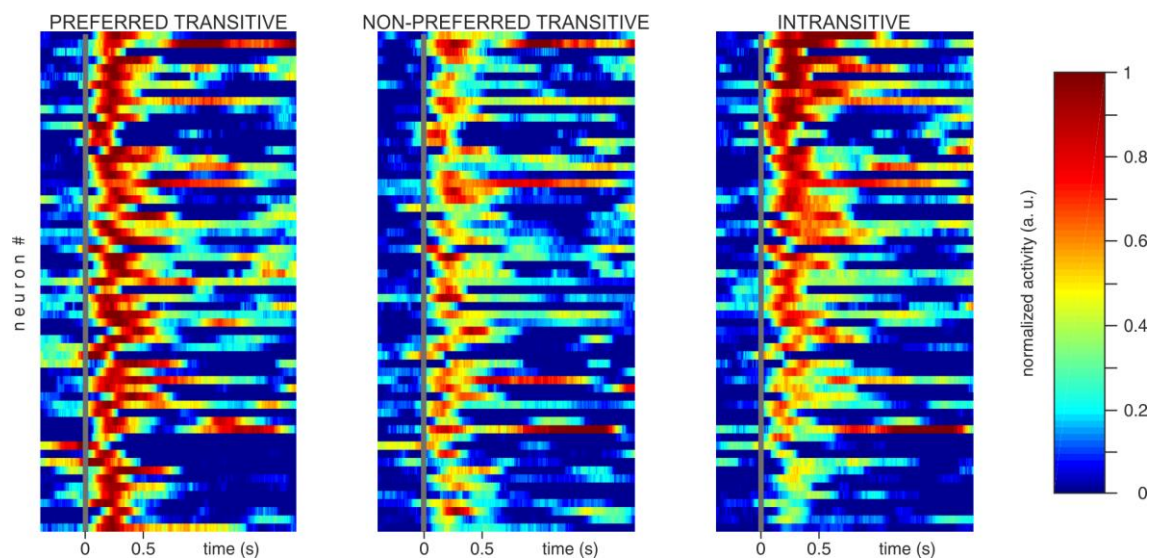 PREFERRED TRANSITIVE
NON-PREFERRED TRANSITIVE
INTRANSITIVE
neuron #
0 0.5 time (s)
0 0.5 time (s)
0 0.5 time (s)
normalized activity (a. u.)
1
0.8
0.6
0.4
0.2
0